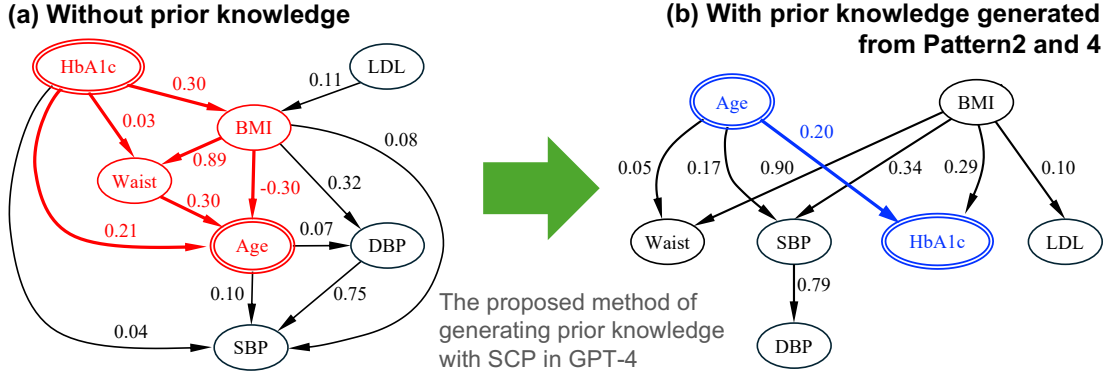 (a) Without prior knowledge
HbA1c
LDL
0.30
0.11
0.03
BMI
0.08
0.89
Waist
-0.30
0.32
0.30
0.21
Age
0.07
DBP
0.10
0.75
0.04
SBP
The proposed method of
generating prior knowledge
with SCP in GPT-4
(b) With prior knowledge generated
from Pattern2 and 4
Age
BMI
0.20
0.05
0.17
0.90
0.34
0.29
0.10
Waist
SBP
HbA1c
LDL
0.79
DBP